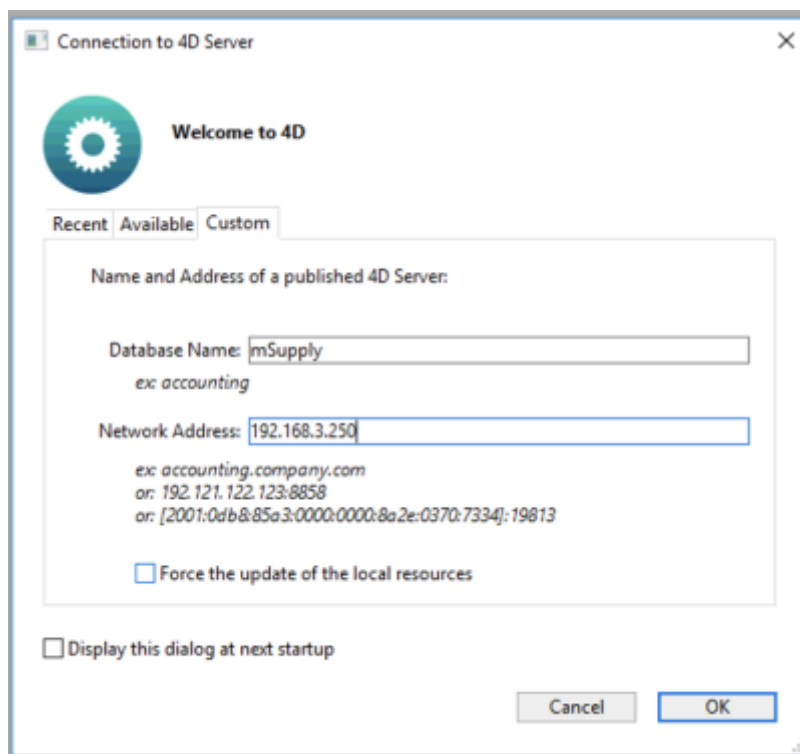 Connection to 4D Server
Welcome to 4D
Recent Available Custom
Name and Address of a published 4D Server:
Database Name: mSupply
ex: accounting
Network Address: 192.168.3.250
ex: accounting.company.com
or: 192.121.122.123:8858
or: [2001:0db8:85a3:0000:0000:8a2e:0370:7334]:19813
Force the update of the local resources
Display this dialog at next startup
Cancel OK